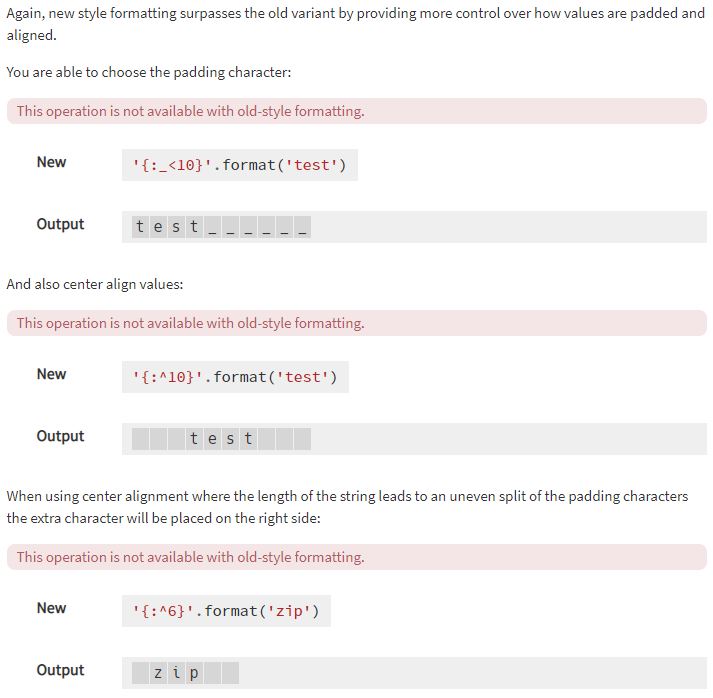 Again, new style formatting surpasses the old variant by providing more control over how values are padded and
aligned.
You are able to choose the padding character:
This operation is not available with old-style formatting.
New
'{:_<10}'.format('test')
Output
test______
And also center align values:
This operation is not available with old-style formatting.
New
'{:^10}'.format('test')
Output
test
When using center alignment where the length of the string leads to an uneven split of the padding characters
the extra character will be placed on the right side:
This operation is not available with old-style formatting.
New
'{:^6}'.format('zip')
Output
zip